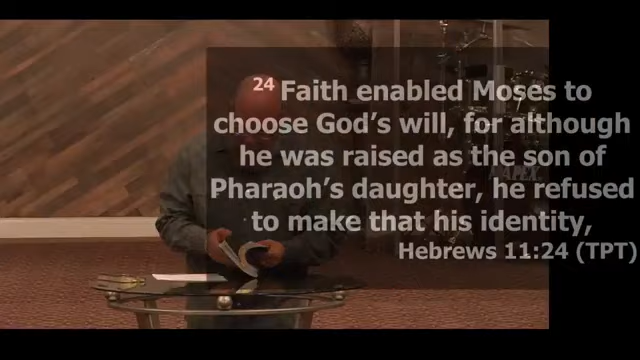 24 Faith enabled Moses to
choose God's will, for although
he was raised as the son of
Pharaoh's daughter, he refused
to make that his identity,
Hebrews 11:24 (TPT)
APEX